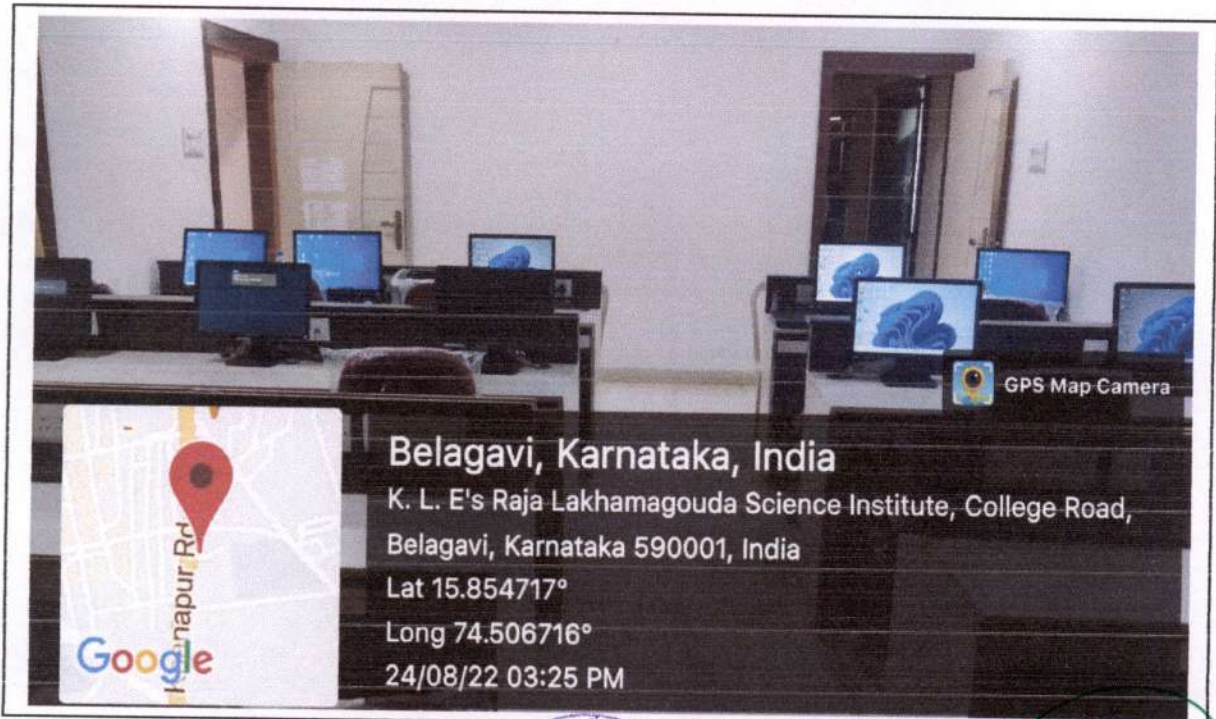 GPS Map Camera
Belagavi, Karnataka, India
K. L. E's Raja Lakhamagouda Science Institute, College Road,
Belagavi, Karnataka 590001, India
Lat 15.854717°
Long 74.506716°
24/08/22 03:25 PM
Rd
Google